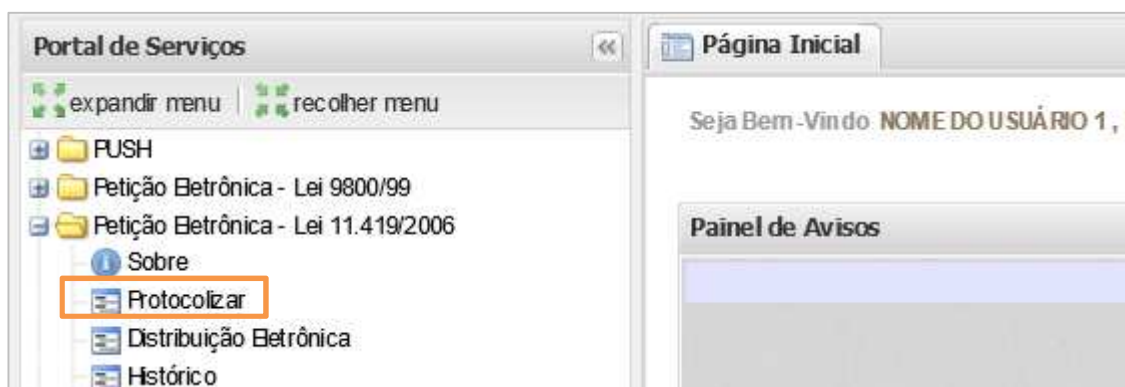 Portal de Serviços
expandir menu | recolher menu
PUSH
Petição Eletrônica - Lei 9800/99
Petição Eletrônica - Lei 11.419/2006
Sobre
Protocolizar
Distribuição Eletrônica
Histórico
Página Inicial
Seja Bem-Vindo NOME DO USUÁRIO 1 ,
Painel de Avisos